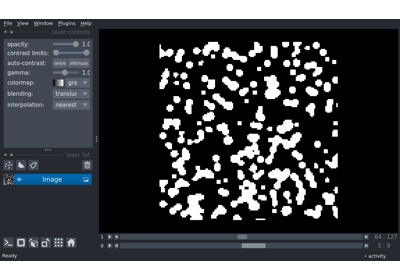 File View Window Plugins Help
layer controls
opacity: 1.0
contrast limits:
auto-contrast: once
gamma: 1.0
colormap: gra
blending: translu
interpolation: nearest
layer list
Image
1 64 | 127
0 5 | 9
Ready
activity